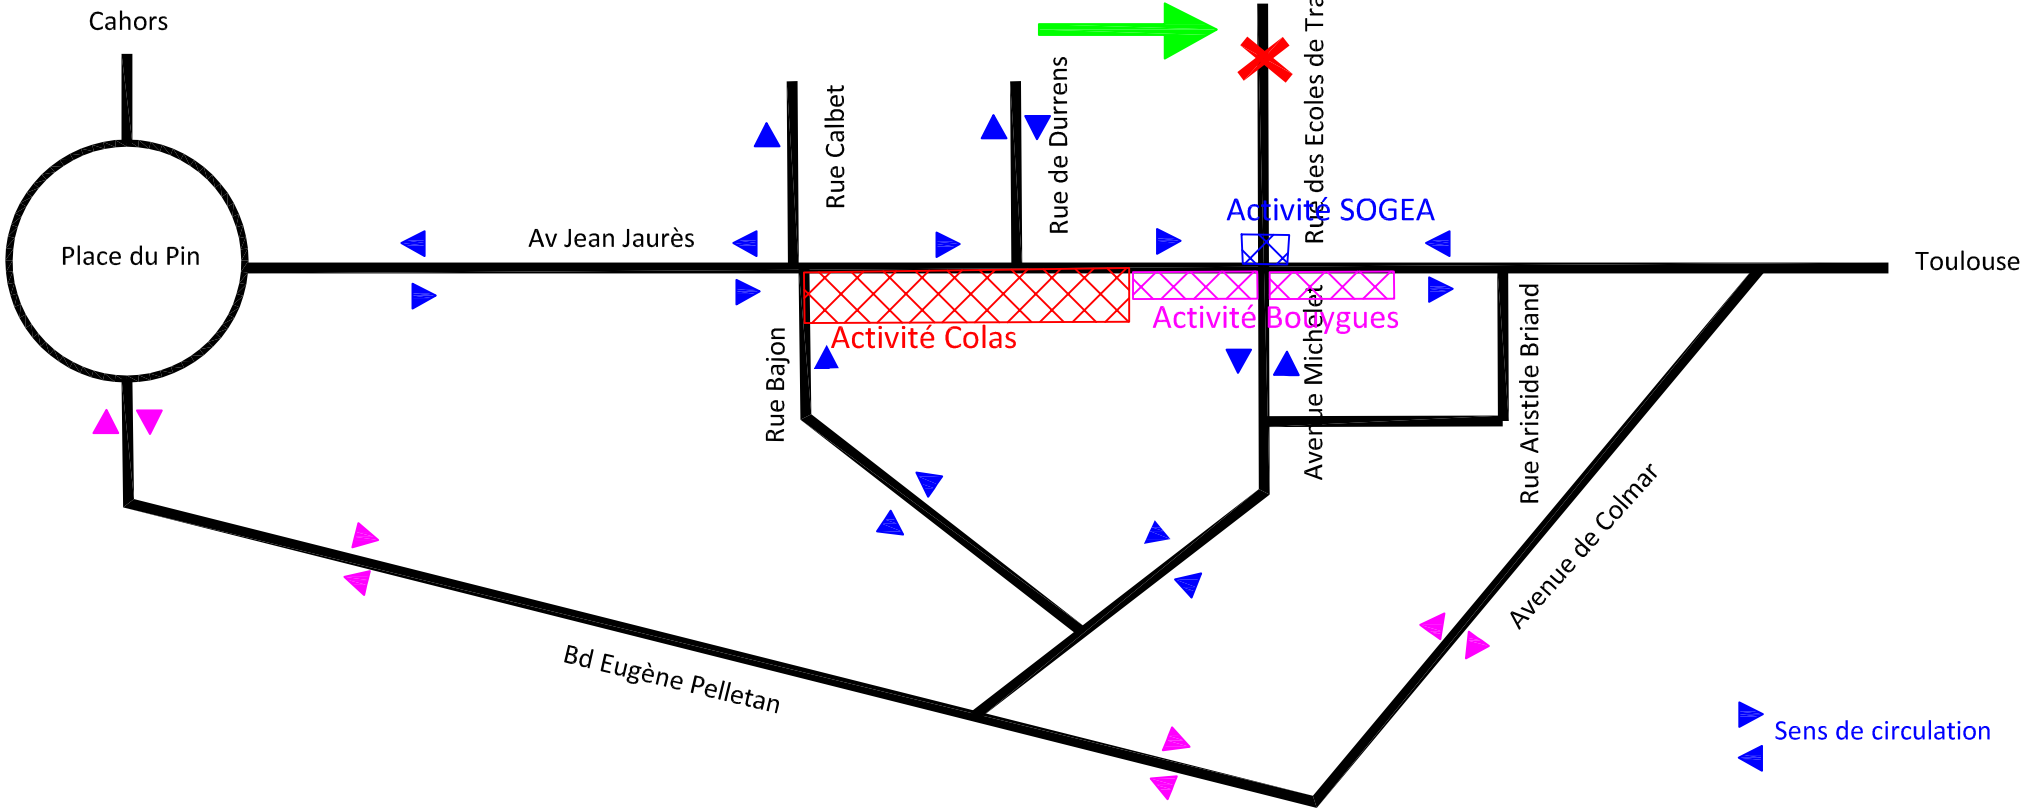 Cahors
Rue des Ecoles de
Rue Calbet
Rue de Durrens
Activité SOGEA
Av Jean Jaurès
Place du Pin
Toulouse
Activité Bouygues
Activité Colas
Rue Bajon
Avenue Michelet
Rue Aristide Briand
Avenue de Colmar
Bd Eugène Pelletan
Sens de circulation